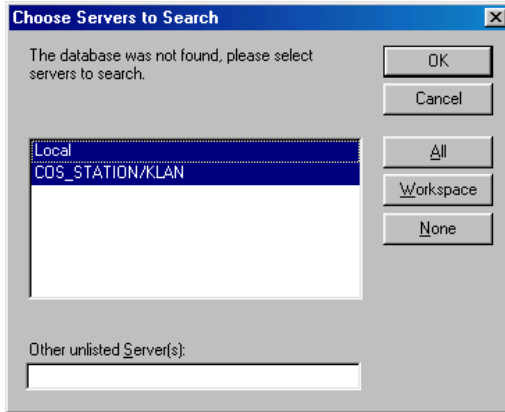 Choose Servers to Search
The database was not found, please select
servers to search.
OK
Cancel
Local
COS_STATION/KLAN
All
Workspace
None
Other unlisted Server(s):